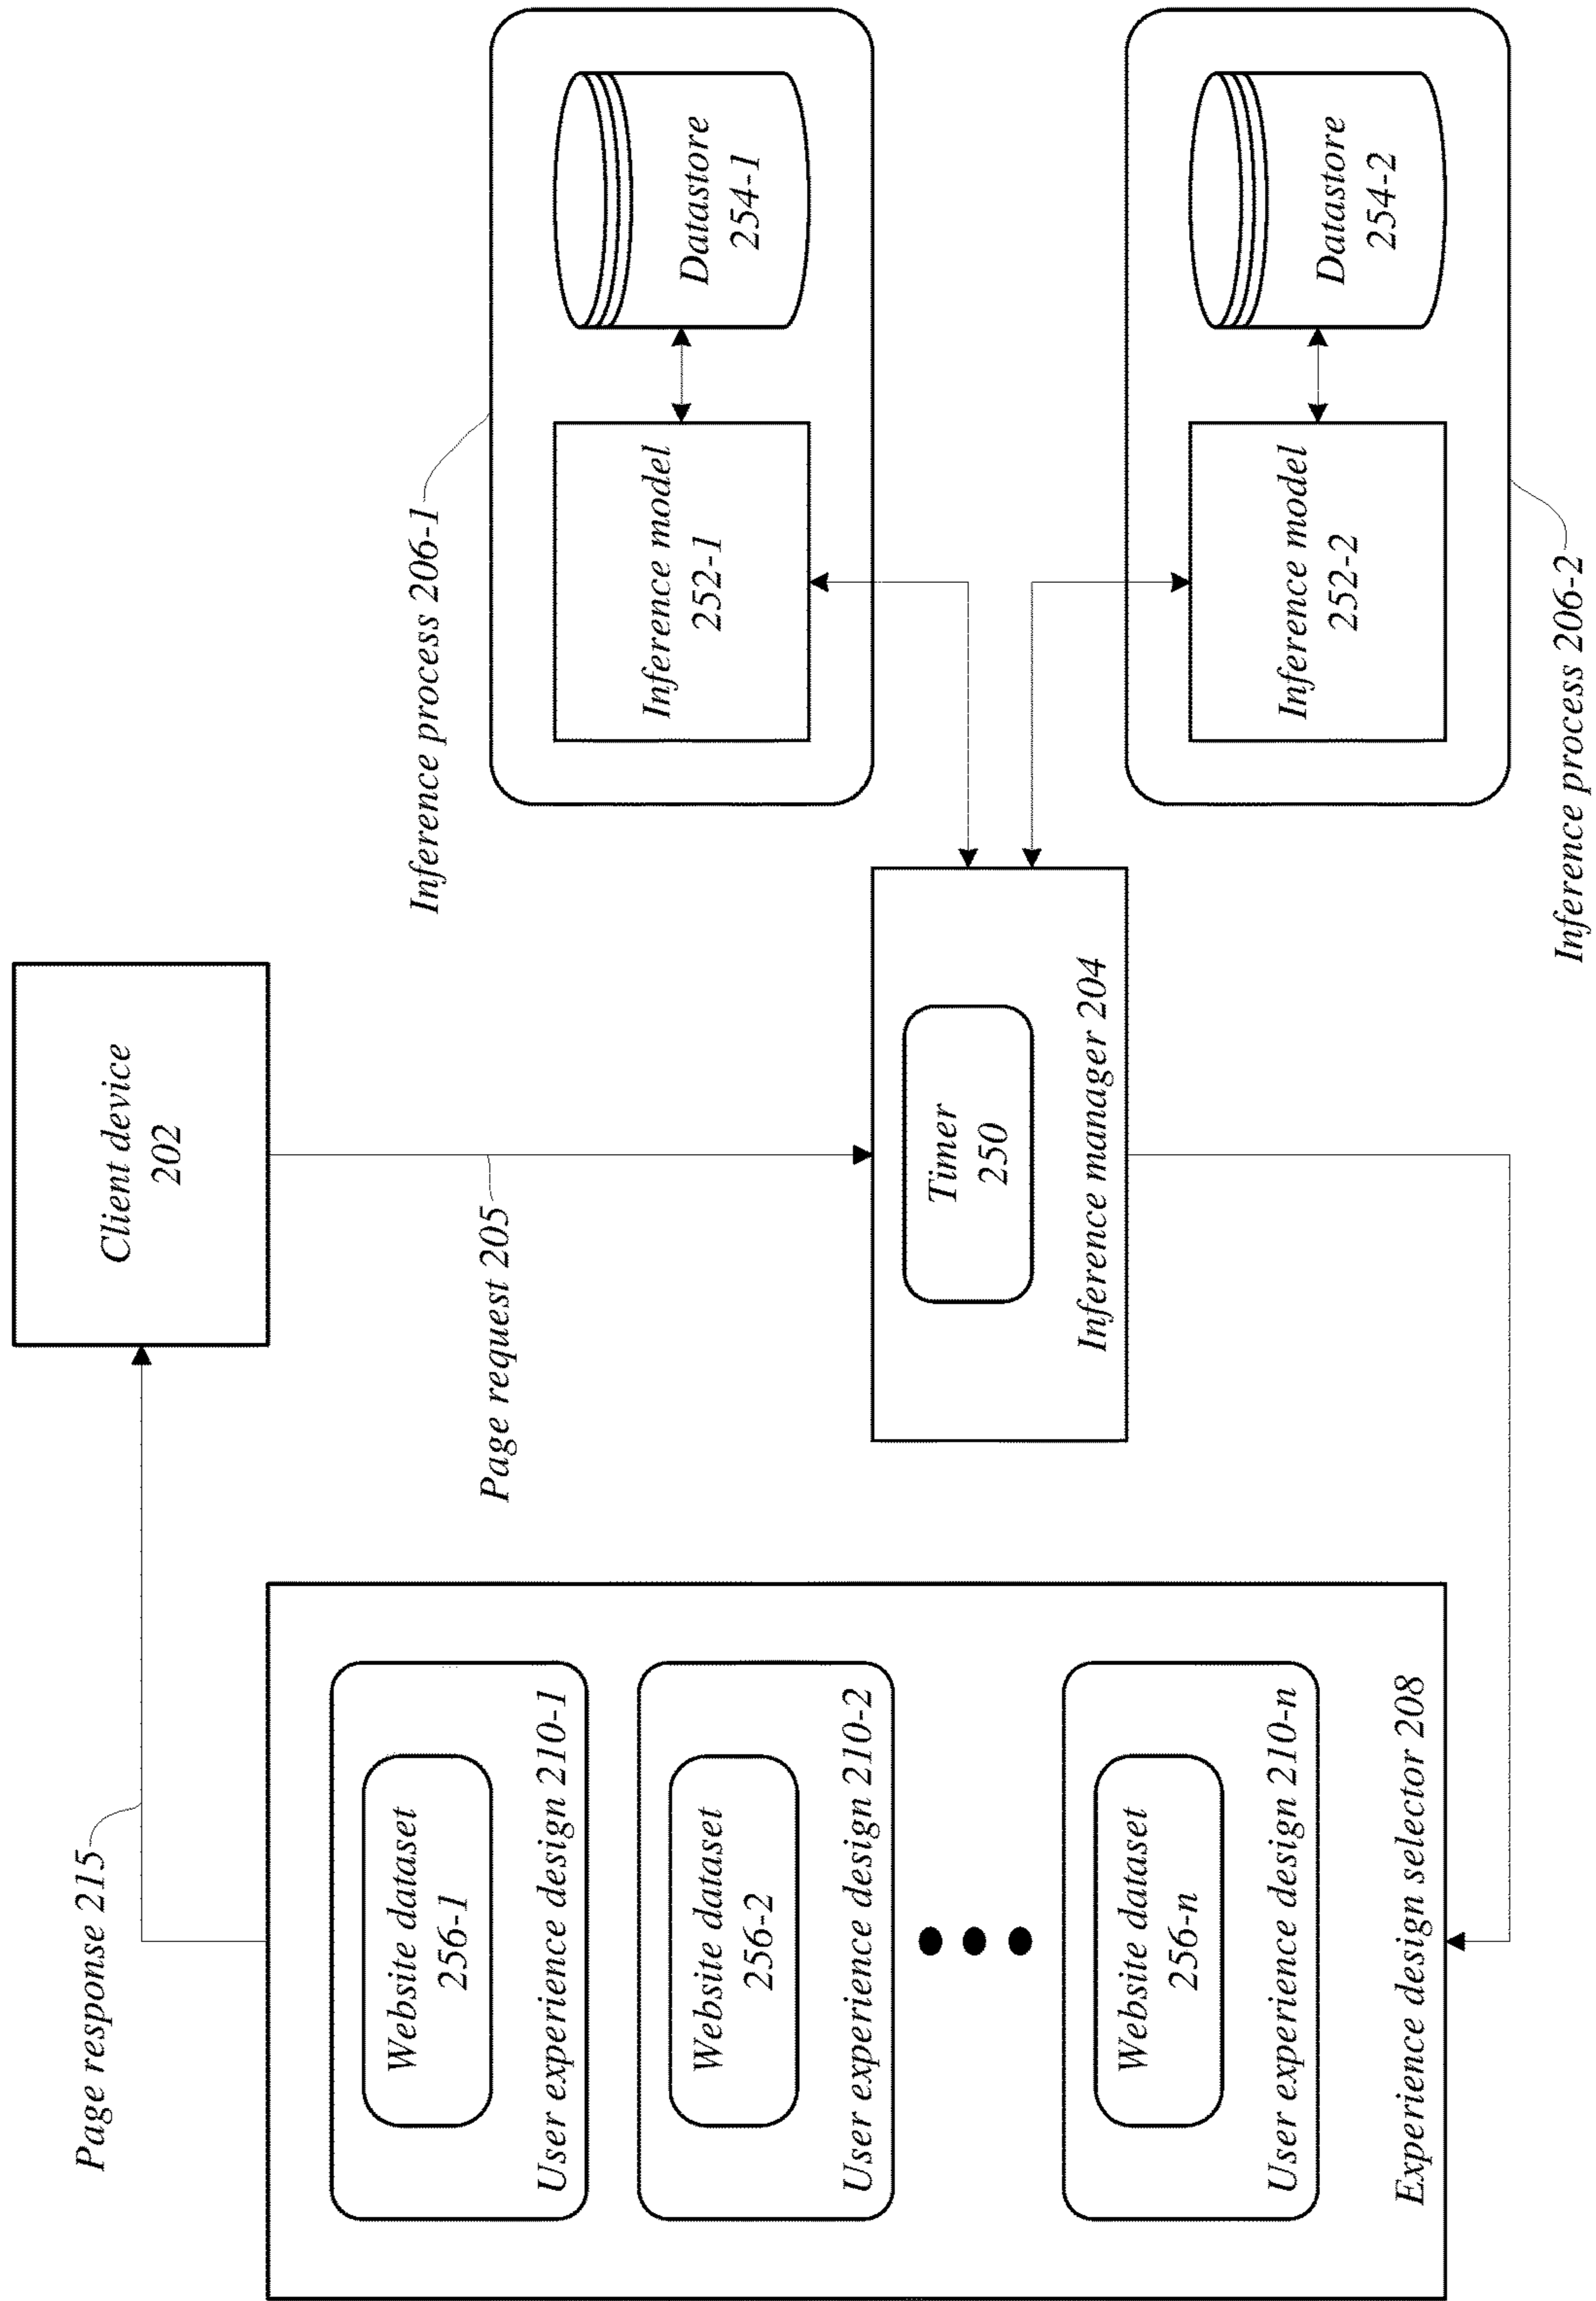 Page response 215
Client device
202
Website dataset
256-1
User experience design 210-1
Page request 205
Inference process 206-1
Inference model
252-1
Datastore
254-1
Website dataset
256-2
User experience design 210-2
Timer
250
Inference manager 204
Website dataset
256-n
User experience design 210-n
Experience design selector 208
Inference model
252-2
Datastore
254-2
Inference process 206-2